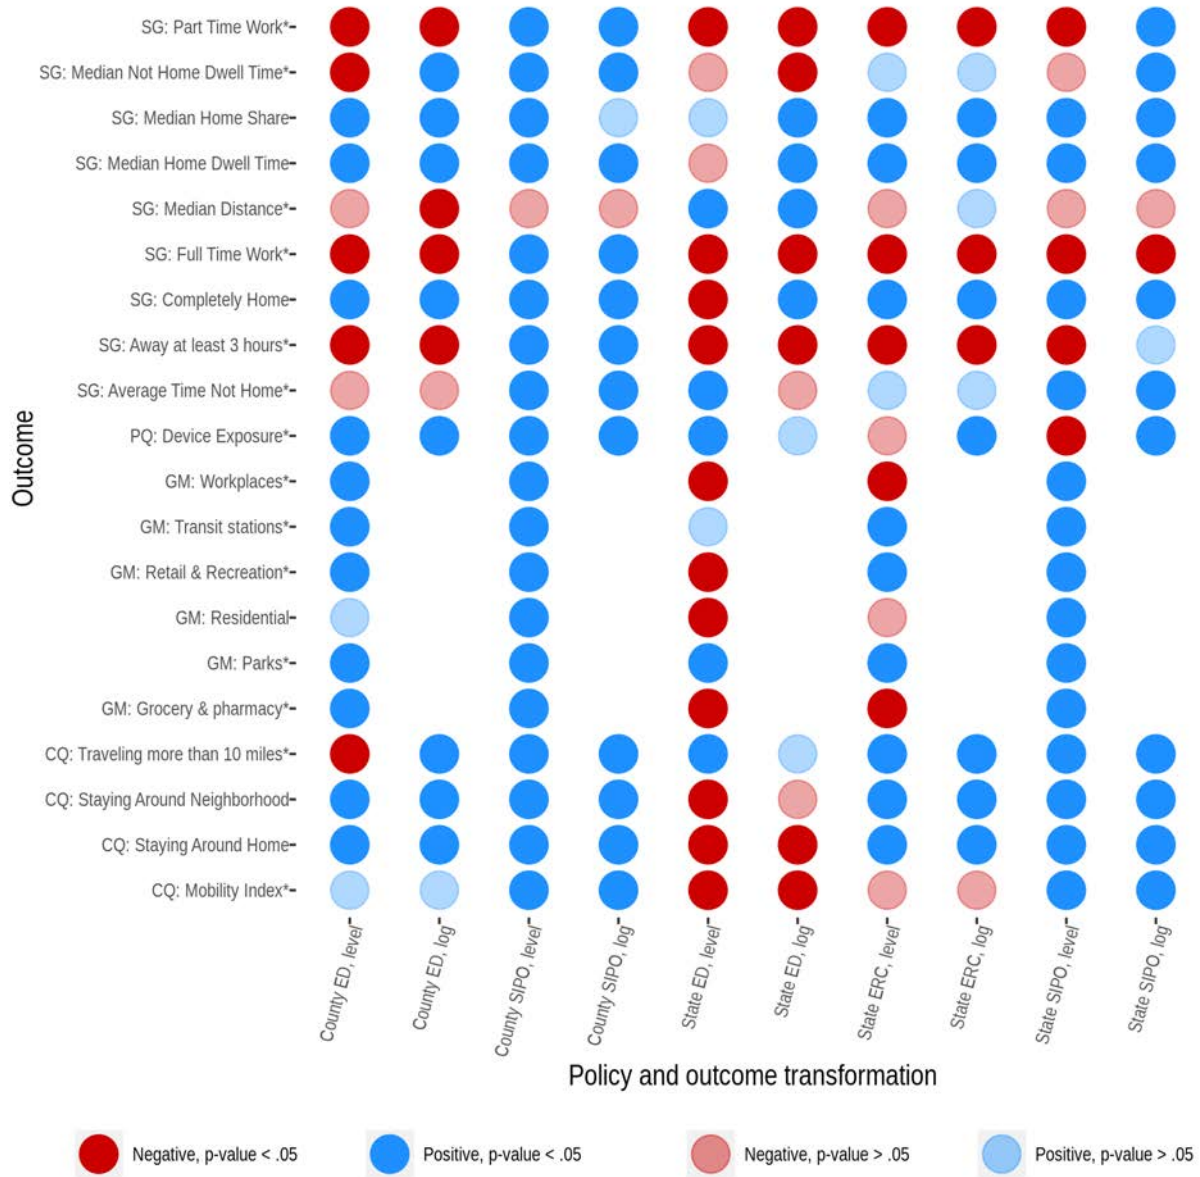 SG: Part Time Work*
SG: Median Not Home Dwell Time*
SG: Median Home Share
SG: Median Home Dwell Time
SG: Median Distance*
SG: Full Time Work*
SG: Completely Home
SG: Away at least 3 hours*
SG: Average Time Not Home*
PQ: Device Exposure*
GM: Workplaces*
GM: Transit stations*
GM: Retail & Recreation*
GM: Residential
GM: Parks*
GM: Grocery & pharmacy*
CQ: Traveling more than 10 miles*
CQ: Staying Around Neighborhood
CQ: Staying Around Home
CQ: Mobility Index*
Outcome
County ED, level
County ED, log
County SIPO, level
County SIPO, log
State ED, level
State ED, log
State ERC, level
State ERC, log
State SIPO, level
State SIPO, log
Policy and outcome transformation
Negative, p-value < .05
Positive, p-value < .05
Negative, p-value > .05
Positive, p-value > .05